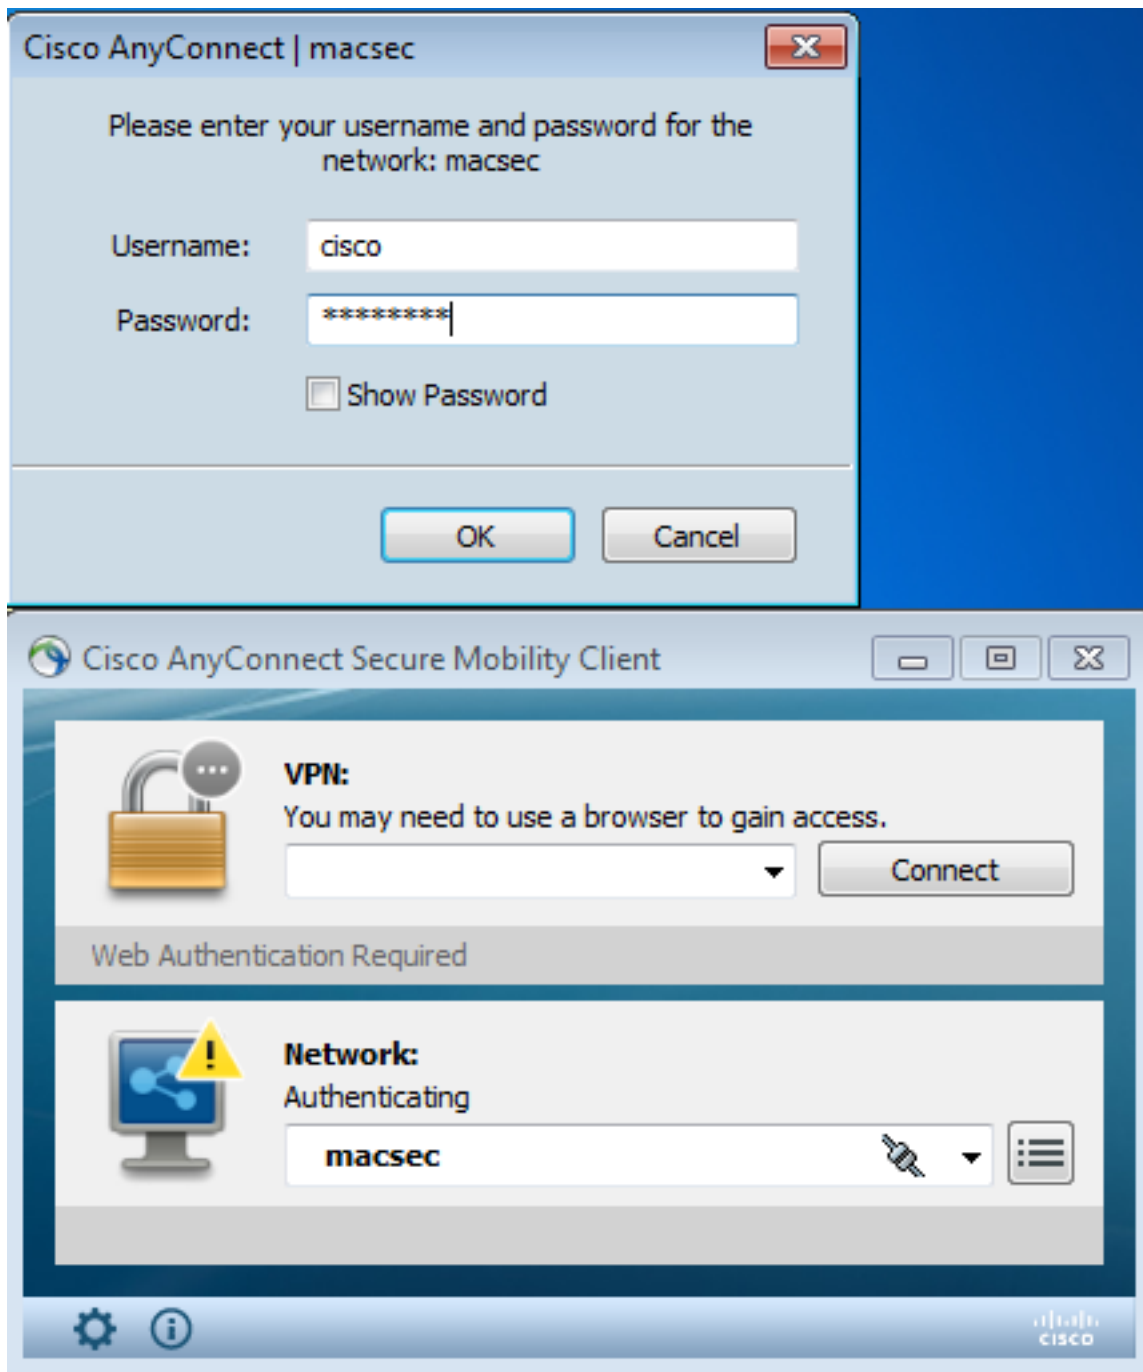 Cisco AnyConnect | macsec
Please enter your username and password for the
network: macsec
Username: cisco
Password: ********
Show Password
OK Cancel
Cisco AnyConnect Secure Mobility Client
VPN:
You may need to use a browser to gain access.
Connect
Web Authentication Required
Network:
Authenticating
macsec
CISCO